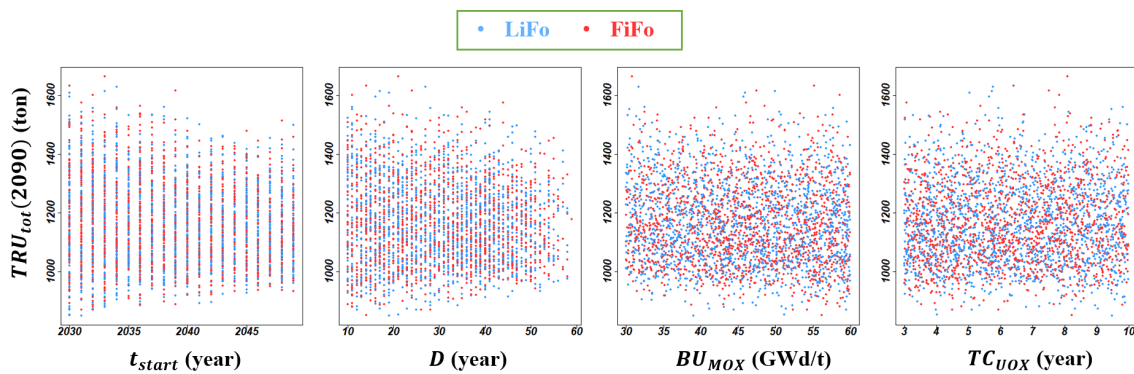 LiFo FiFo
TRU_tot(2090) (ton)
1000 1200 1400 1600
2030 2035 2040 2045
t_start (year)
1000 1200 1400 1600
10 20 30 40 50 60
D (year)
1000 1200 1400 1600
30 35 40 45 50 55 60
BU_MOX (GWd/t)
1000 1200 1400 1600
3 4 5 6 7 8 9 10
TC_UOX (year)